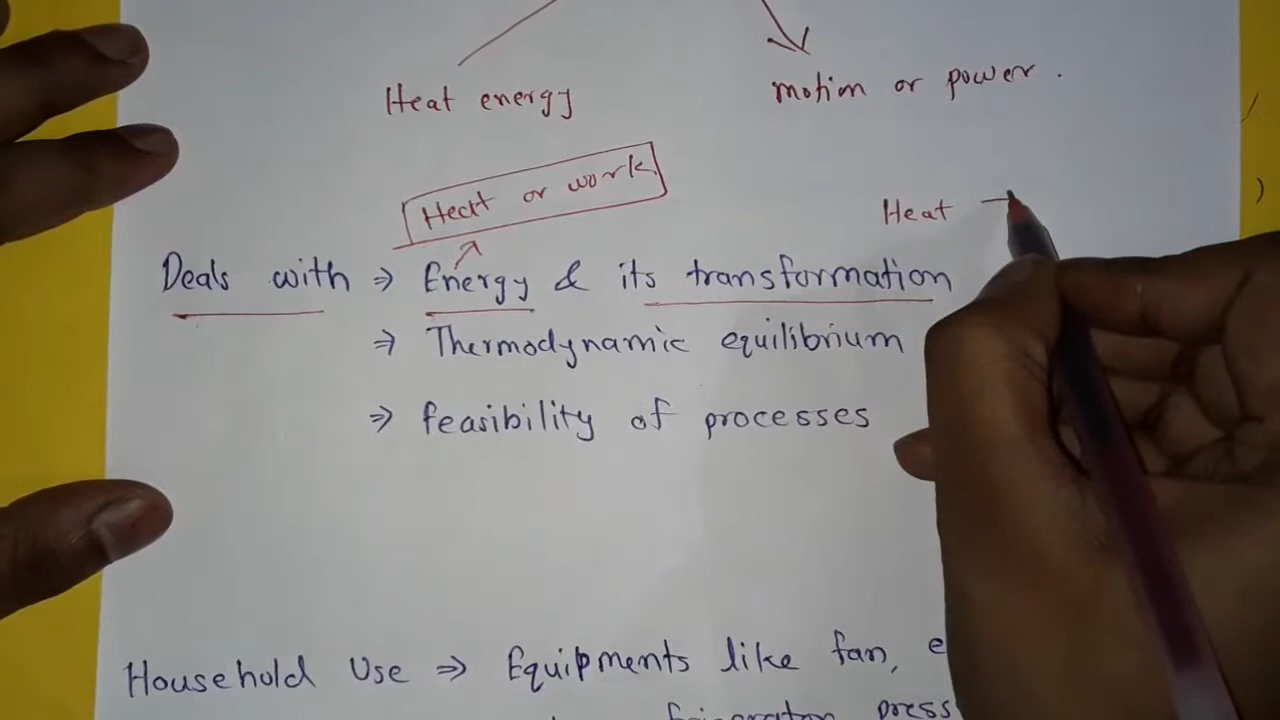 Heat energy motion or power.
Heat or work
Heat
Deals with ⇒ Energy & its transformation
⇒ Thermodynamic equilibrium
⇒ feasibility of processes
Household Use ⇒ Equipments like fan,